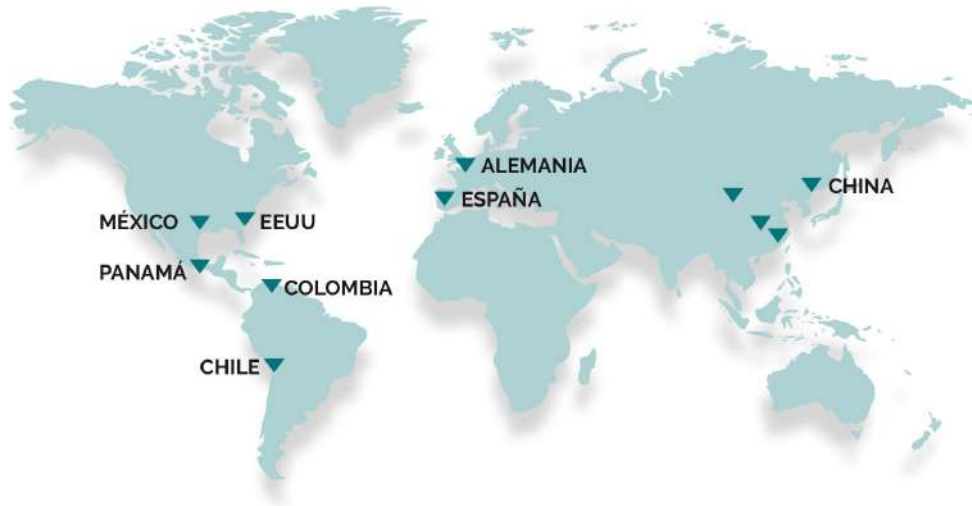 ALEMANIA
CHINA
ESPAÑA
MÉXICO
EEUU
PANAMÁ
COLOMBIA
CHILE